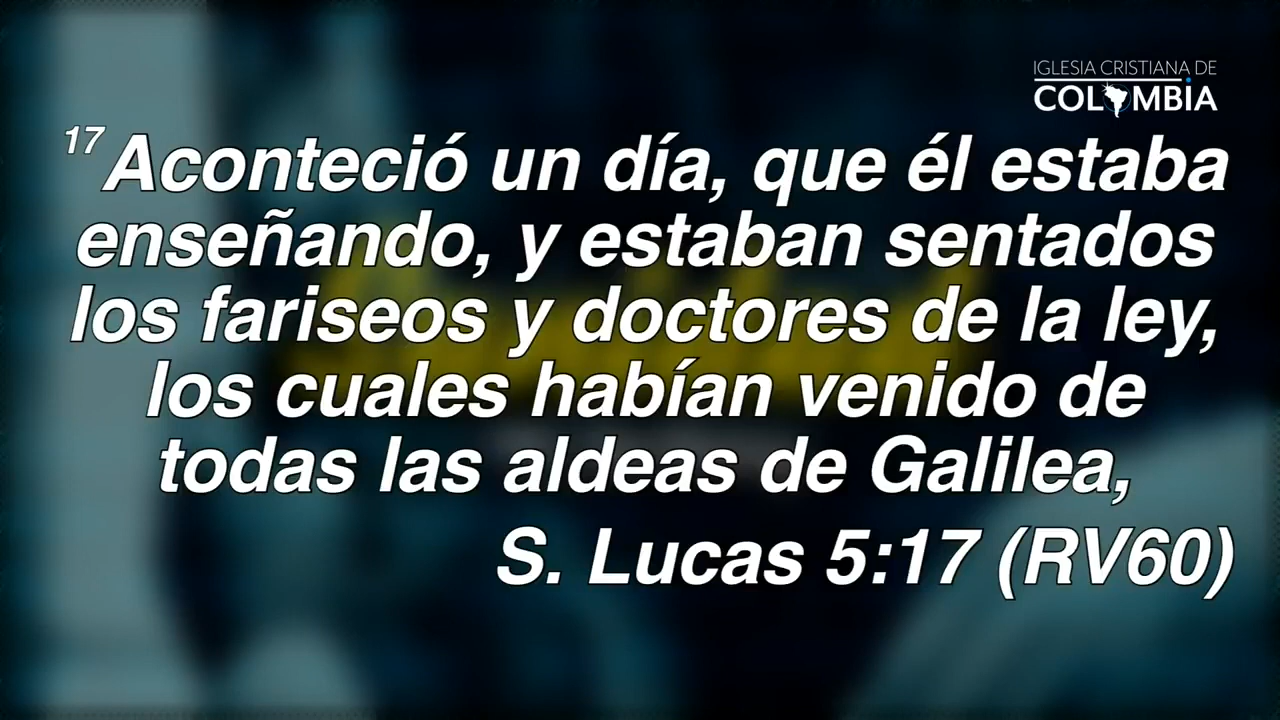 IGLESIA CRISTIANA DE
COLOMBIA
17 Aconteció un día, que él estaba
enseñando, y estaban sentados
los fariseos y doctores de la ley,
los cuales habían venido de
todas las aldeas de Galilea,
S. Lucas 5:17 (RV60)